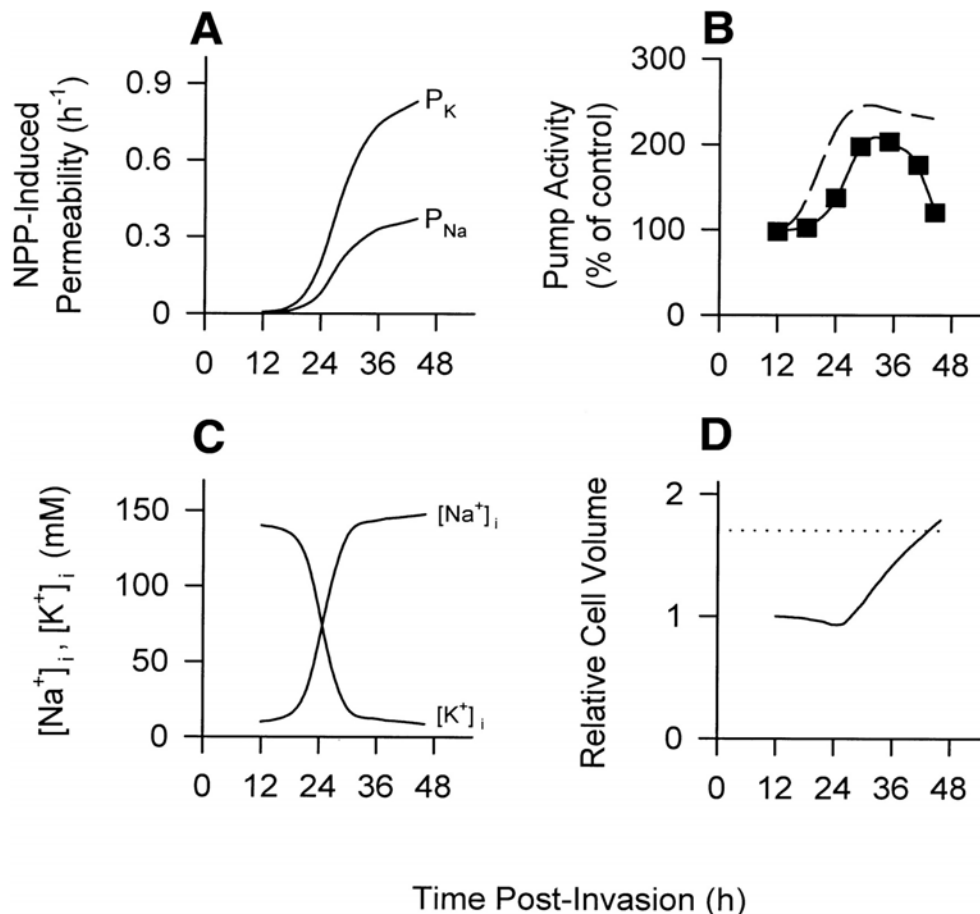 A
NPP-Induced
Permeability (h⁻¹)
0.9
0.6
0.3
0
P_K
P_Na
0 12 24 36 48
B
Pump Activity
(% of control)
300
200
100
0
0 12 24 36 48
C
[Na⁺]ᵢ, [K⁺]ᵢ (mM)
150
100
50
0
[Na⁺]ᵢ
[K⁺]ᵢ
0 12 24 36 48
D
Relative Cell Volume
2
1
0
0 12 24 36 48
Time Post-Invasion (h)